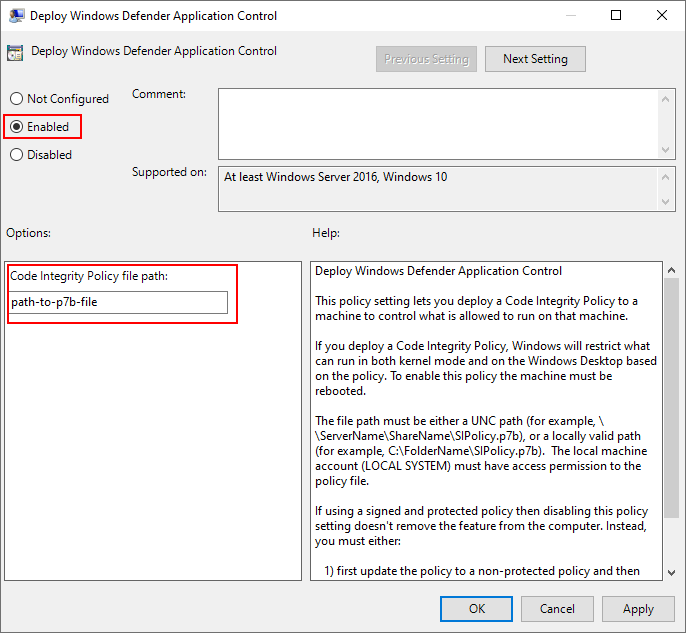 Deploy Windows Defender Application Control
Deploy Windows Defender Application Control
Previous Setting
Next Setting
Not Configured
Enabled
Disabled
Comment:
Supported on:
At least Windows Server 2016, Windows 10
Options:
Help:
Code Integrity Policy file path:
path-to-p7b-file
Deploy Windows Defender Application Control
This policy setting lets you deploy a Code Integrity Policy to a
machine to control what is allowed to run on that machine.
If you deploy a Code Integrity Policy, Windows will restrict what
can run in both kernel mode and on the Windows Desktop based
on the policy. To enable this policy the machine must be
rebooted.
The file path must be either a UNC path (for example, \
\ServerName\ShareName\SIPolicy.p7b), or a locally valid path
(for example, C:\FolderName\SIPolicy.p7b).  The local machine
account (LOCAL SYSTEM) must have access permission to the
policy file.
If using a signed and protected policy then disabling this policy
setting doesn't remove the feature from the computer. Instead,
you must either:
1) first update the policy to a non-protected policy and then
OK
Cancel
Apply